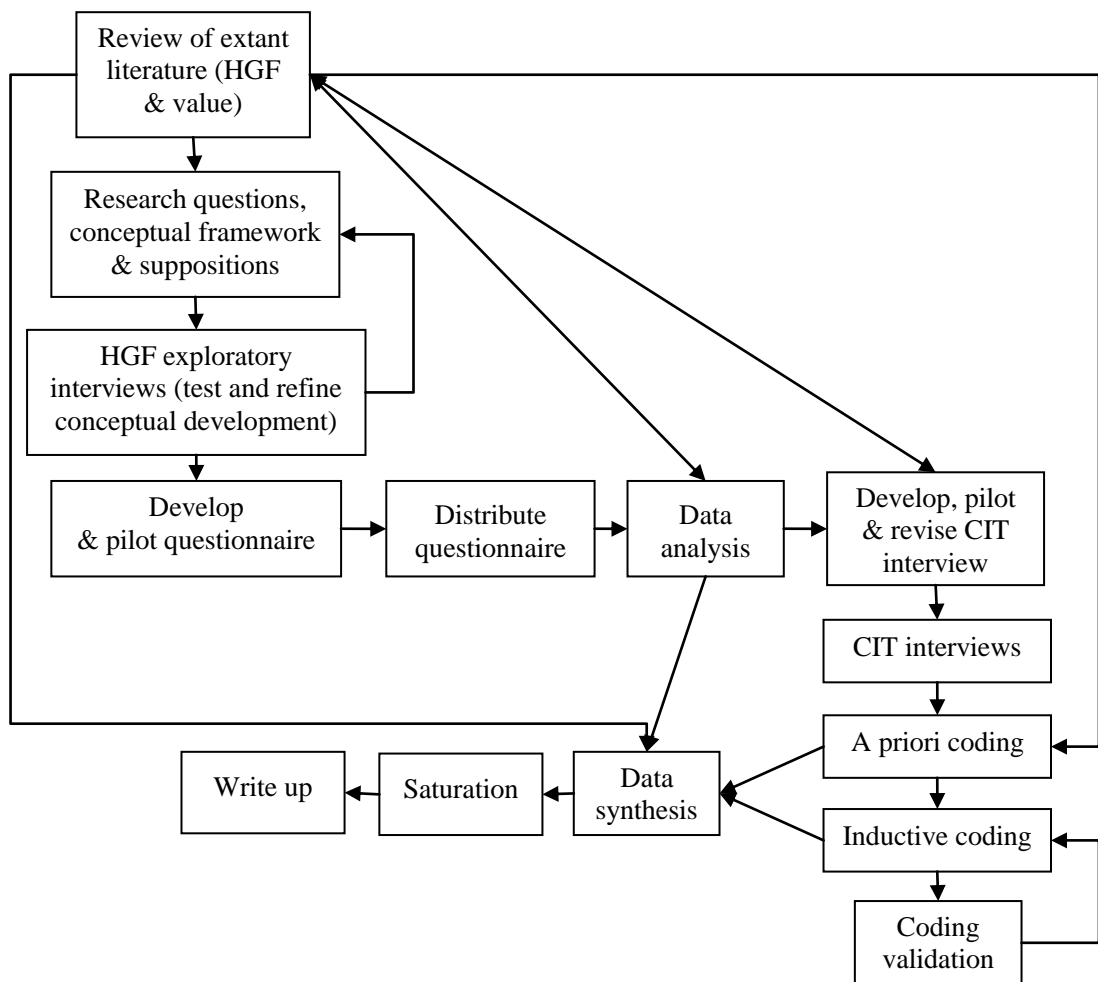 Review of extant
literature (HGF
& value)
Research questions,
conceptual framework
& suppositions
HGF exploratory
interviews (test and refine
conceptual development)
Develop
& pilot questionnaire
Distribute
questionnaire
Data
analysis
Develop, pilot
& revise CIT
interview
CIT interviews
A priori coding
Write up
Saturation
Data
synthesis
Inductive coding
Coding
validation